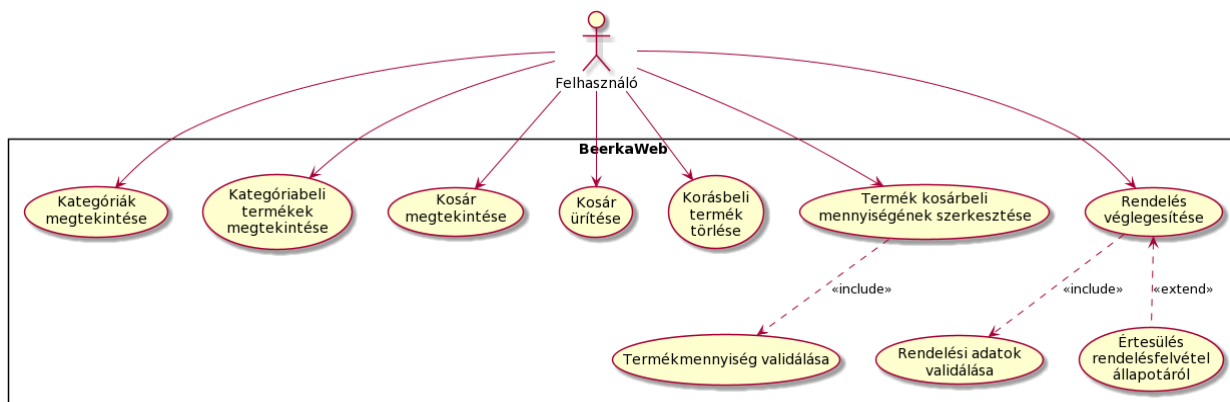 Felhasználó
BeerkaWeb
Kategóriák
megtekintése
Kategóriabeli
termékek
megtekintése
Kosár
megtekintése
Kosár
ürítése
Korásbeli
termék
törlése
Termék kosárbeli
mennyiségének szerkesztése
Rendelés
véglegesítése
«include»
«include»
«extend»
Termékmennyiség validálása
Rendelési adatok
validálása
Értesülés
rendelésfelvétel
állapotáról